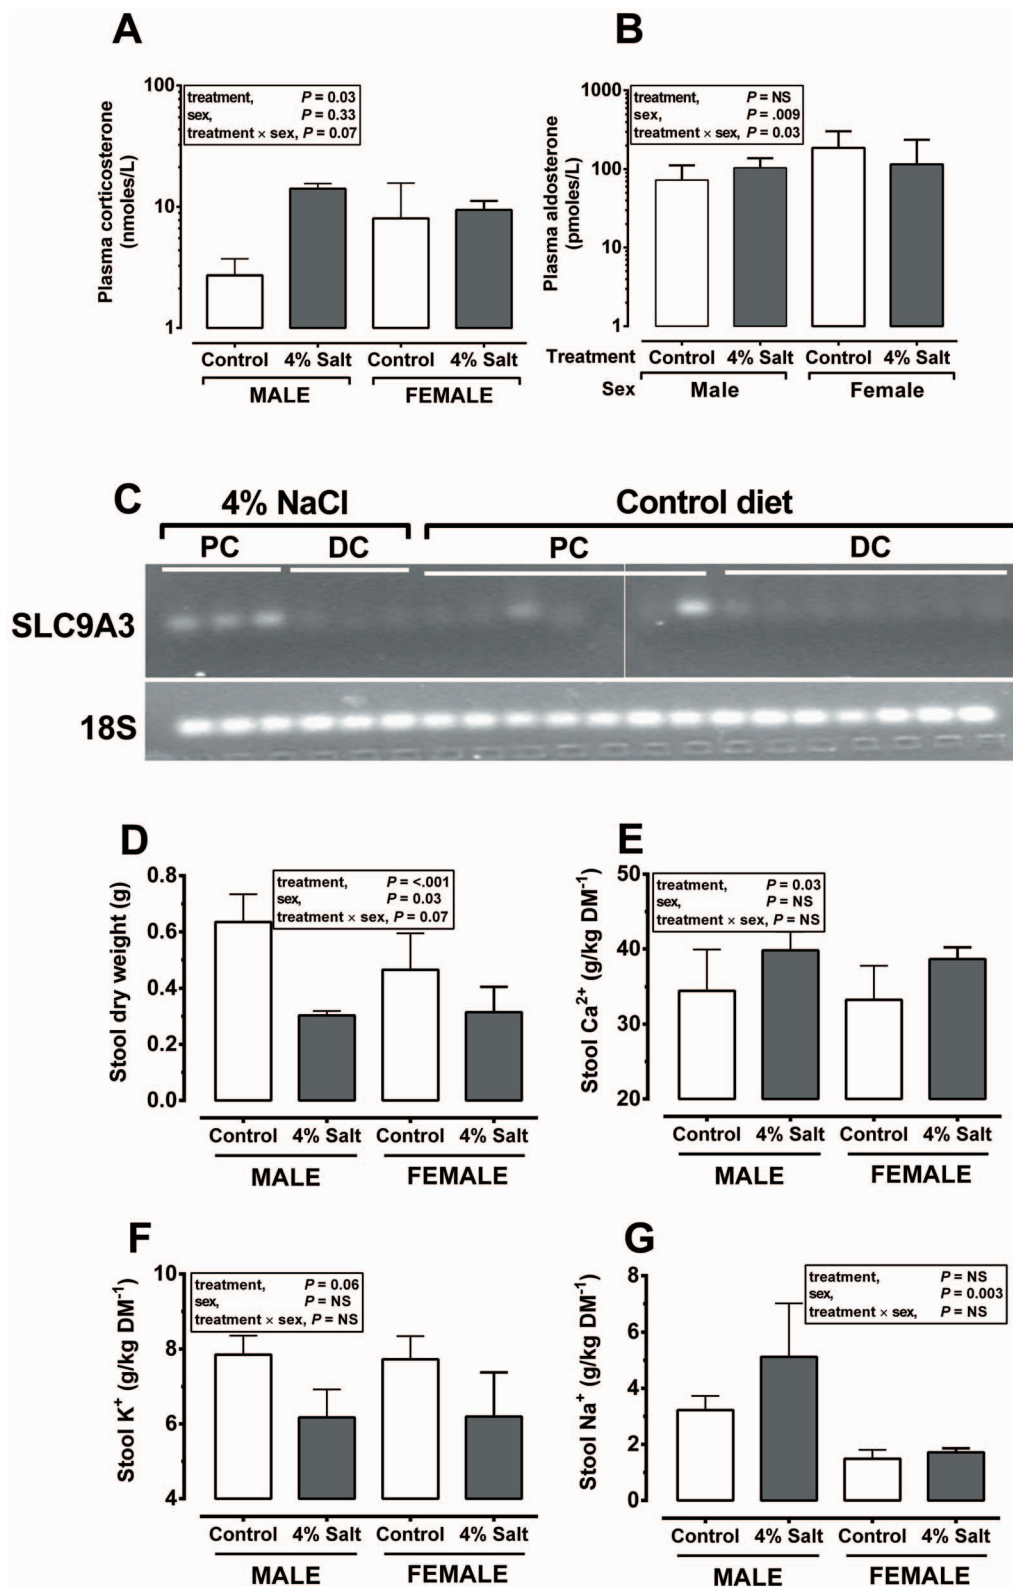 A
Plasma corticosterone
(nmoles/L)
100
10
1
treatment, P = 0.03
sex, P = 0.33
treatment × sex, P = 0.07
Control 4% Salt Control 4% Salt
MALE FEMALE
B
Plasma aldosterone
(pmoles/L)
1000
100
10
1
treatment, P = NS
sex, P = .009
treatment × sex, P = 0.03
Treatment Control 4% Salt Control 4% Salt
Sex Male Female
C
4% NaCl Control diet
PC DC PC DC
SLC9A3
18S
D
Stool dry weight (g)
0.8
0.6
0.4
0.2
0.0
treatment, P = <.001
sex, P = 0.03
treatment × sex, P = 0.07
Control 4% Salt Control 4% Salt
MALE FEMALE
E
Stool Ca²⁺ (g/kg DM⁻¹)
50
40
30
20
treatment, P = 0.03
sex, P = NS
treatment × sex, P = NS
Control 4% Salt Control 4% Salt
MALE FEMALE
F
Stool K⁺ (g/kg DM⁻¹)
10
8
6
4
treatment, P = 0.06
sex, P = NS
treatment × sex, P = NS
Control 4% Salt Control 4% Salt
MALE FEMALE
G
Stool Na⁺ (g/kg DM⁻¹)
8
6
4
2
0
treatment, P = NS
sex, P = 0.003
treatment × sex, P = NS
Control 4% Salt Control 4% Salt
MALE FEMALE